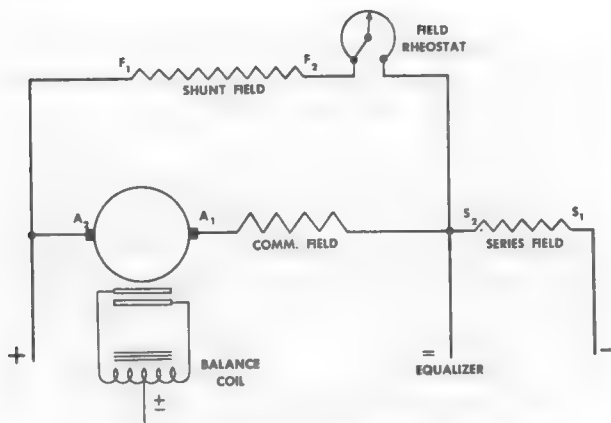 FIELD
RHEOSTAT
F1
F2
SHUNT FIELD
A2
A1
S2
S1
COMM. FIELD
SERIES FIELD
+
=
−
EQUALIZER
BALANCE
COIL
±